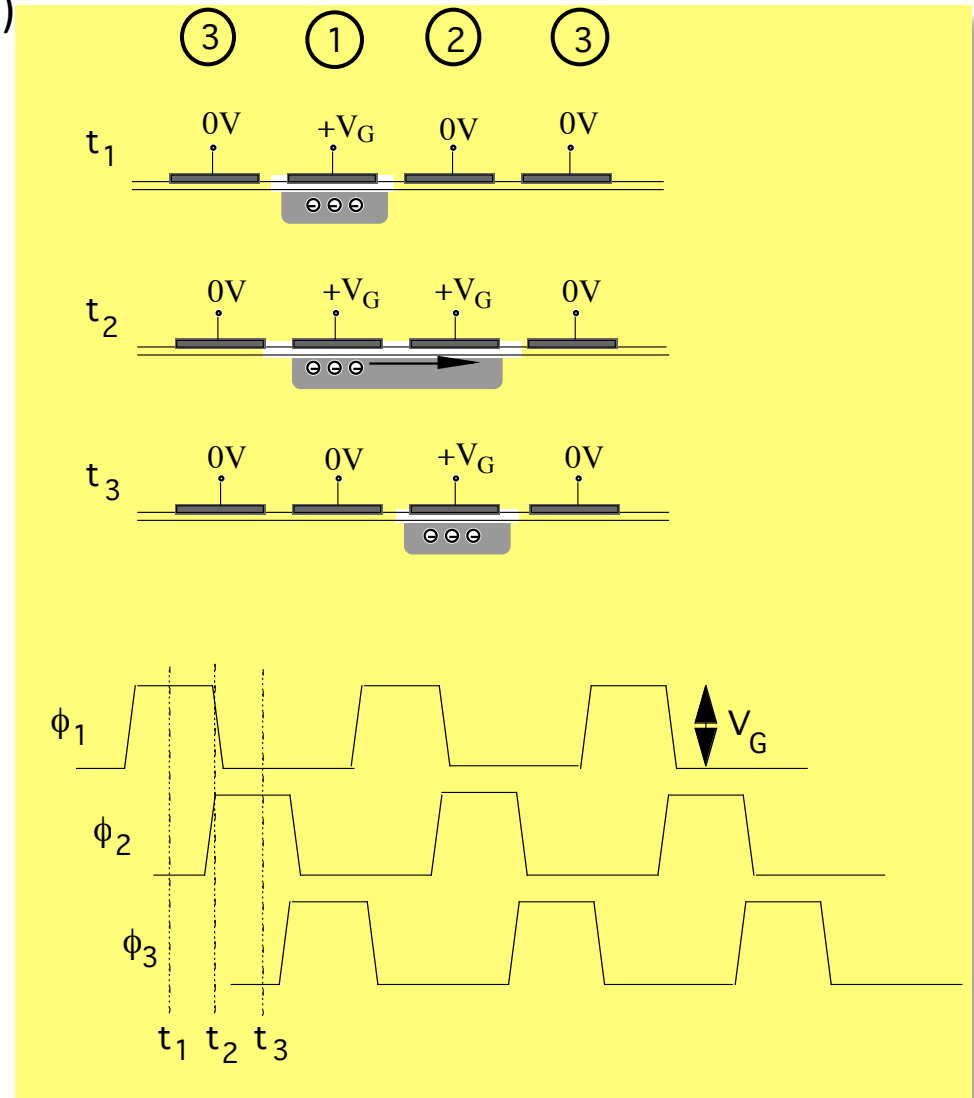 )
3 1 2 3
0V +VG 0V 0V
t1
0V +VG +VG 0V
t2
0V 0V +VG 0V
t3
ϕ1
VG
ϕ2
ϕ3
t1 t2 t3